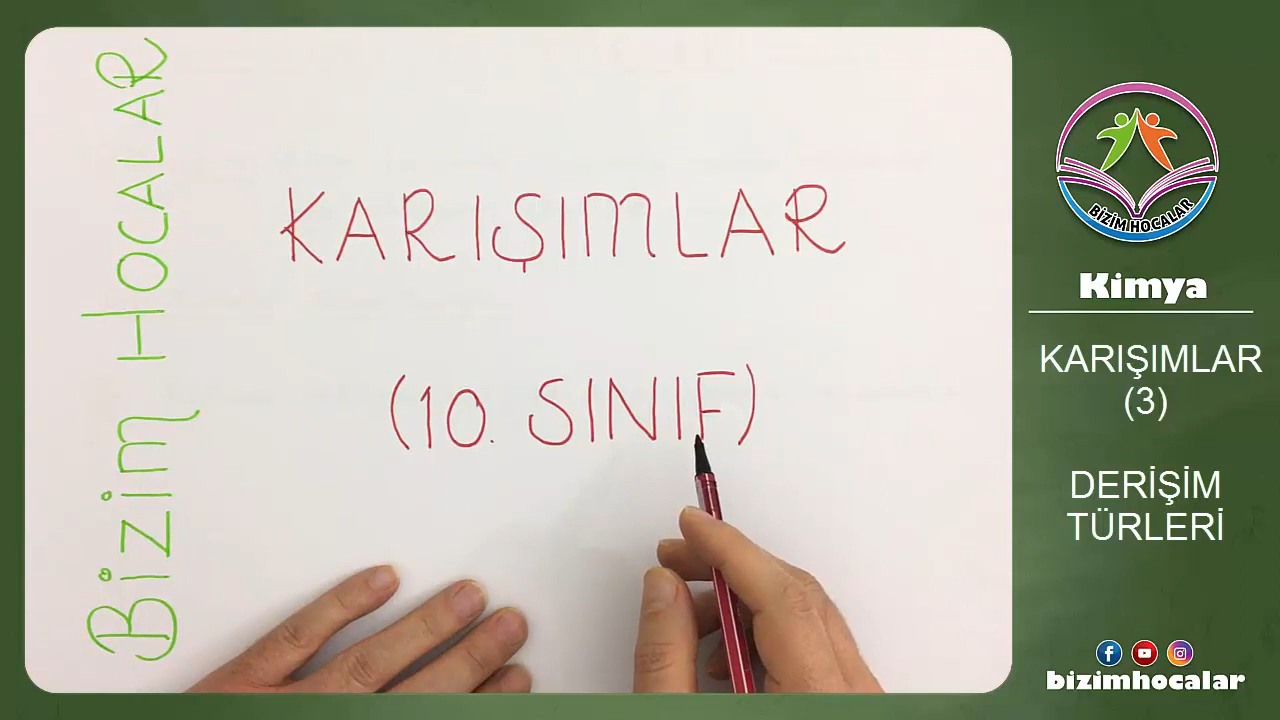 Bizim HOCALAR
KARIŞIMLAR
(10. SINIF)
BİZİM HOCALAR
Kimya
KARIŞIMLAR
(3)
DERİŞİM
TÜRLERİ
bizimhocalar